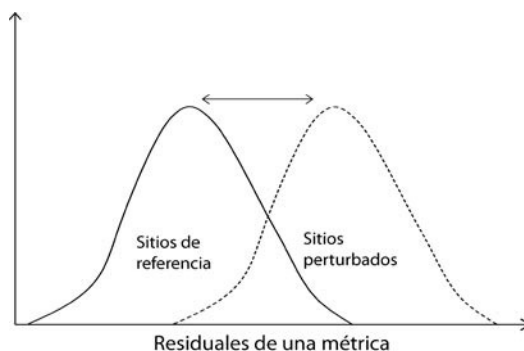 Sitios de
referencia
Sitios
perturbados
Residuales de una métrica